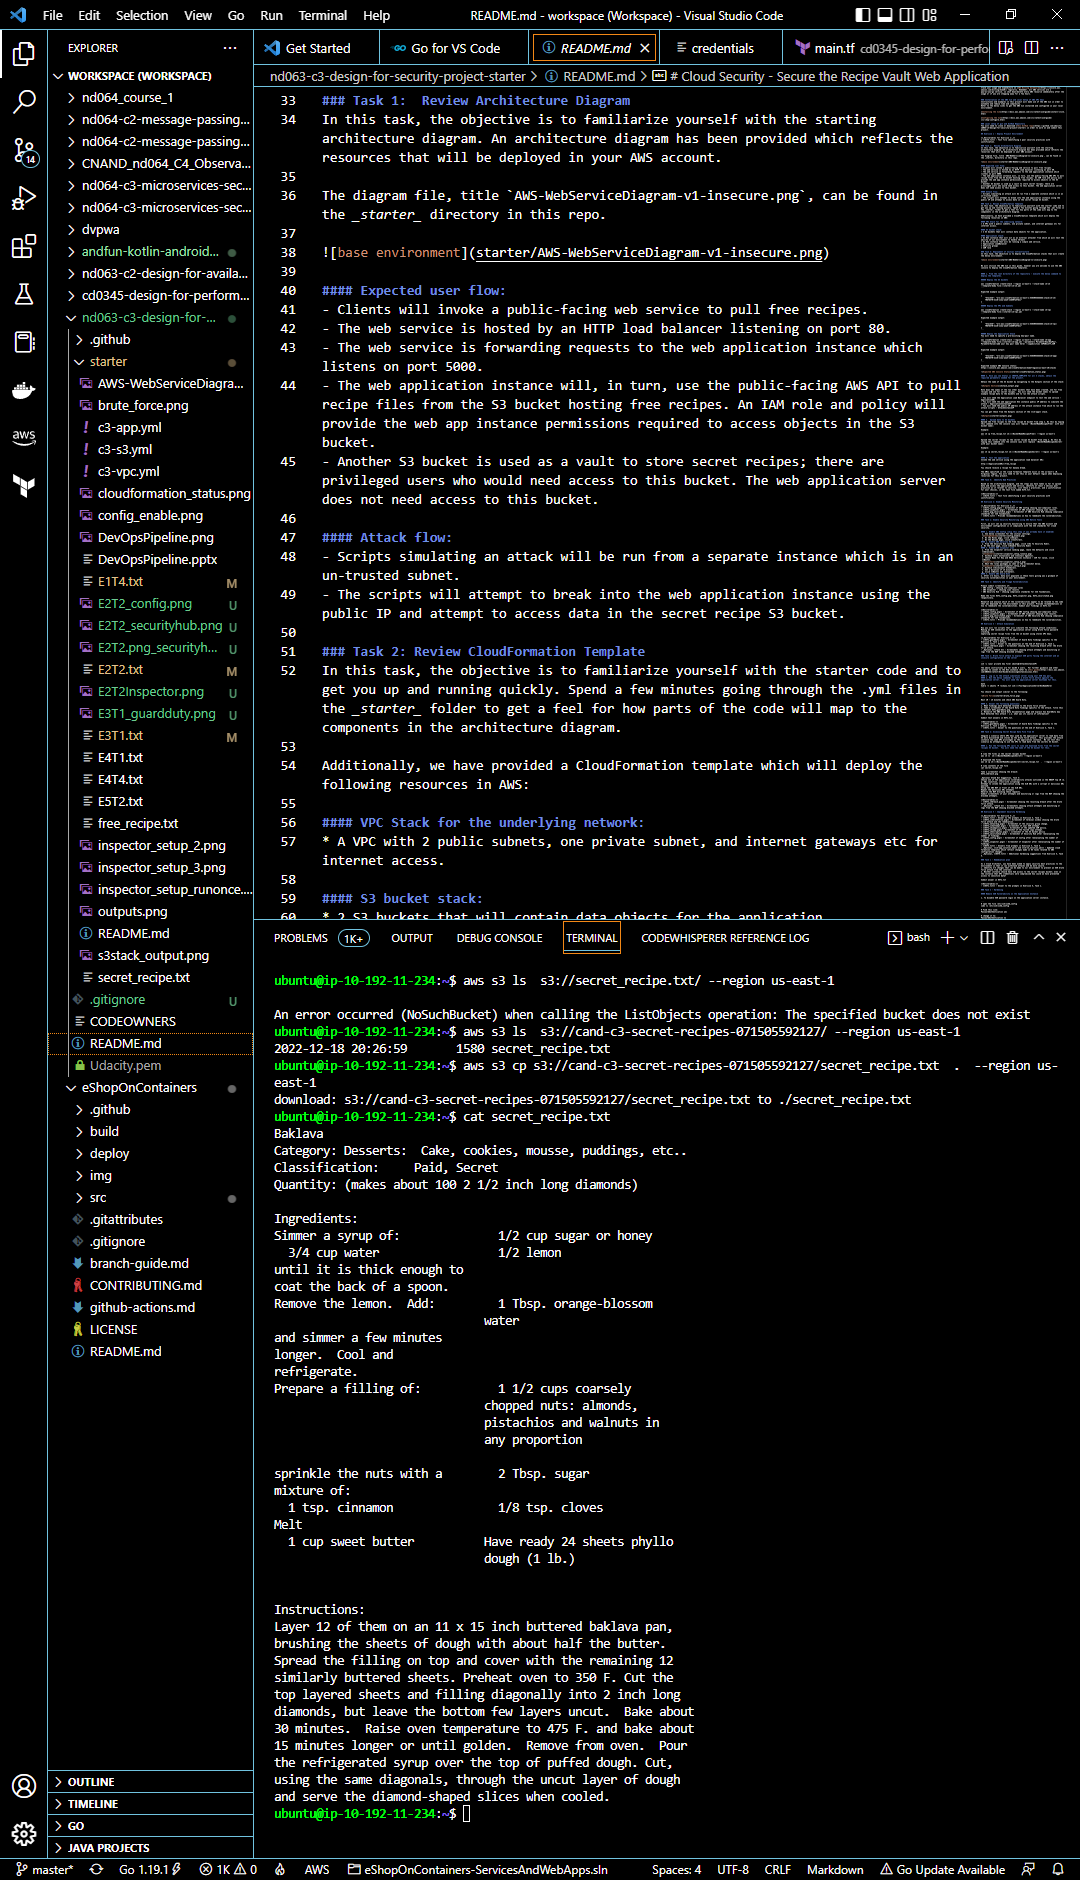 File Edit Selection View Go Run Terminal Help README.md - workspace (Workspace) - Visual Studio Code
EXPLORER ...
Get Started Go for VS Code README.md credentials main.tf cd0345-design-for-perfo
nd063-c3-design-for-security-project-starter > README.md > # Cloud Security - Secure the Recipe Vault Web Application
WORKSPACE (WORKSPACE)
nd064_course_1
nd064-c2-message-passing...
nd064-c2-message-passing...
CNAND_nd064_C4_Observa...
nd064-c3-microservices-sec...
nd064-c3-microservices-sec...
dvpwa
andfun-kotlin-android...
nd063-c2-design-for-availa...
cd0345-design-for-perform...
nd063-c3-design-for-...
.github
starter
AWS-WebServiceDiagra...
brute_force.png
! c3-app.yml
! c3-s3.yml
! c3-vpc.yml
cloudformation_status.png
config_enable.png
DevOpsPipeline.png
DevOpsPipeline.pptx
E1T4.txt M
E2T2_config.png U
E2T2_securityhub.png U
E2T2.png_securityh... U
E2T2.txt M
E2T2Inspector.png U
E3T1_guardduty.png U
E3T1.txt M
E4T1.txt
E4T4.txt
E5T2.txt
free_recipe.txt
inspector_setup_2.png
inspector_setup_3.png
inspector_setup_runonce....
outputs.png
README.md
s3stack_output.png
secret_recipe.txt
.gitignore U
CODEOWNERS
README.md
Udacity.pem
eShopOnContainers
.github
build
deploy
img
src
.gitattributes
.gitignore
branch-guide.md
CONTRIBUTING.md
github-actions.md
LICENSE
README.md
OUTLINE
TIMELINE
GO
JAVA PROJECTS
14
aws
33 ### Task 1:  Review Architecture Diagram
34 In this task, the objective is to familiarize yourself with the starting
architecture diagram. An architecture diagram has been provided which reflects the
resources that will be deployed in your AWS account.
35
36 The diagram file, title `AWS-WebServiceDiagram-v1-insecure.png`, can be found in
the _starter_ directory in this repo.
37
38 ![base environment](starter/AWS-WebServiceDiagram-v1-insecure.png)
39
40 #### Expected user flow:
41 - Clients will invoke a public-facing web service to pull free recipes.
42 - The web service is hosted by an HTTP load balancer listening on port 80.
43 - The web service is forwarding requests to the web application instance which
listens on port 5000.
44 - The web application instance will, in turn, use the public-facing AWS API to pull
recipe files from the S3 bucket hosting free recipes. An IAM role and policy will
provide the web app instance permissions required to access objects in the S3
bucket.
45 - Another S3 bucket is used as a vault to store secret recipes; there are
privileged users who would need access to this bucket. The web application server
does not need access to this bucket.
46
47 #### Attack flow:
48 - Scripts simulating an attack will be run from a separate instance which is in an
un-trusted subnet.
49 - The scripts will attempt to break into the web application instance using the
public IP and attempt to access data in the secret recipe S3 bucket.
50
51 ### Task 2: Review CloudFormation Template
52 In this task, the objective is to familiarize yourself with the starter code and to
get you up and running quickly. Spend a few minutes going through the .yml files in
the _starter_ folder to get a feel for how parts of the code will map to the
components in the architecture diagram.
53
54 Additionally, we have provided a CloudFormation template which will deploy the
following resources in AWS:
55
56 #### VPC Stack for the underlying network:
57 * A VPC with 2 public subnets, one private subnet, and internet gateways etc for
internet access.
58
59 #### S3 bucket stack:
60 * 2 S3 buckets that will contain data objects for the application.
PROBLEMS 1K+ OUTPUT DEBUG CONSOLE TERMINAL CODEWHISPERER REFERENCE LOG bash
ubuntu@ip-10-192-11-234:~$ aws s3 ls  s3://secret_recipe.txt/ --region us-east-1
An error occurred (NoSuchBucket) when calling the ListObjects operation: The specified bucket does not exist
ubuntu@ip-10-192-11-234:~$ aws s3 ls  s3://cand-c3-secret-recipes-071505592127/ --region us-east-1
2022-12-18 20:26:59       1580 secret_recipe.txt
ubuntu@ip-10-192-11-234:~$ aws s3 cp s3://cand-c3-secret-recipes-071505592127/secret_recipe.txt  .  --region us-
east-1
download: s3://cand-c3-secret-recipes-071505592127/secret_recipe.txt to ./secret_recipe.txt
ubuntu@ip-10-192-11-234:~$ cat secret_recipe.txt
Baklava
Category: Desserts:  Cake, cookies, mousse, puddings, etc..
Classification:     Paid, Secret
Quantity: (makes about 100 2 1/2 inch long diamonds)
Ingredients:
Simmer a syrup of:              1/2 cup sugar or honey
3/4 cup water                 1/2 lemon
until it is thick enough to
coat the back of a spoon.
Remove the lemon.  Add:         1 Tbsp. orange-blossom
water
and simmer a few minutes
longer.  Cool and
refrigerate.
Prepare a filling of:           1 1/2 cups coarsely
chopped nuts: almonds,
pistachios and walnuts in
any proportion
sprinkle the nuts with a        2 Tbsp. sugar
mixture of:
1 tsp. cinnamon               1/8 tsp. cloves
Melt
1 cup sweet butter          Have ready 24 sheets phyllo
dough (1 lb.)
Instructions:
Layer 12 of them on an 11 x 15 inch buttered baklava pan,
brushing the sheets of dough with about half the butter.
Spread the filling on top and cover with the remaining 12
similarly buttered sheets. Preheat oven to 350 F. Cut the
top layered sheets and filling diagonally into 2 inch long
diamonds, but leave the bottom few layers uncut.  Bake about
30 minutes.  Raise oven temperature to 475 F. and bake about
15 minutes longer or until golden.  Remove from oven.  Pour
the refrigerated syrup over the top of puffed dough. Cut,
using the same diagonals, through the uncut layer of dough
and serve the diamond-shaped slices when cooled.
ubuntu@ip-10-192-11-234:~$
master* Go 1.19.1 1K 0 AWS eShopOnContainers-ServicesAndWebApps.sln Spaces: 4 UTF-8 CRLF Markdown Go Update Available